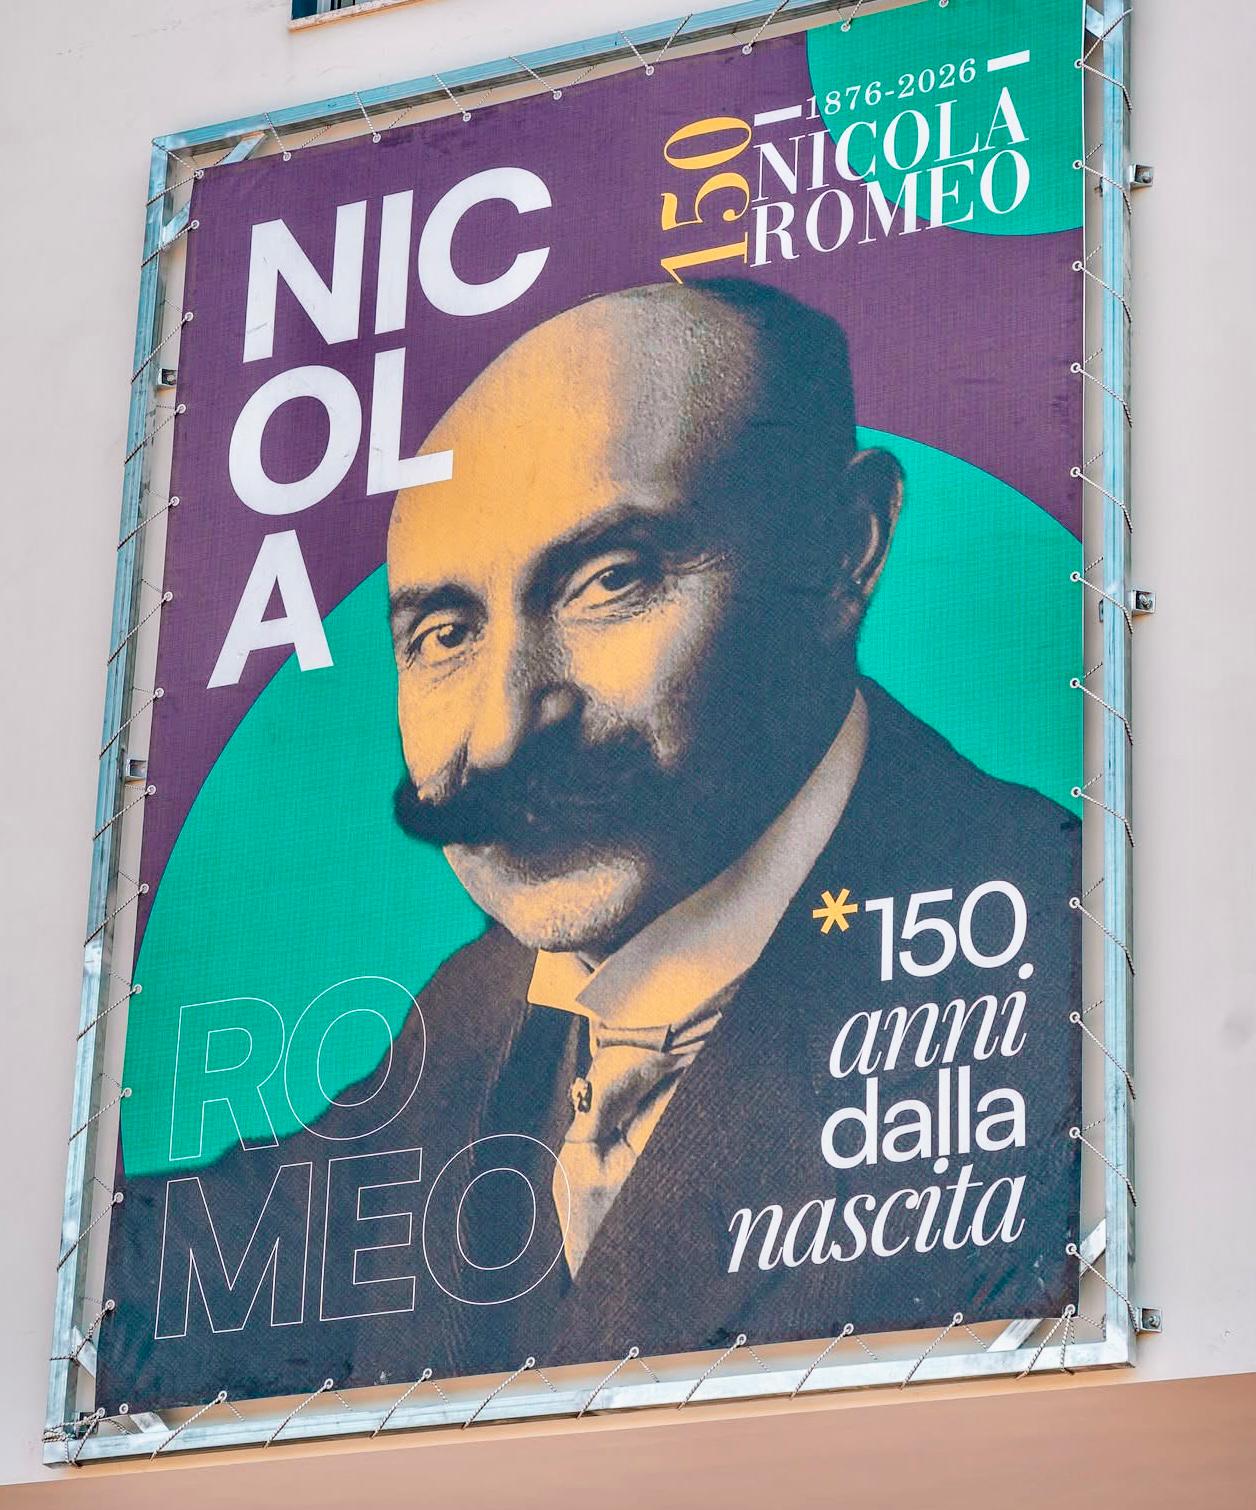 NIC
OL
A
150
1876-2026
NICOLA
ROMEO
RO
MEO
*150
anni
dalla
nascita